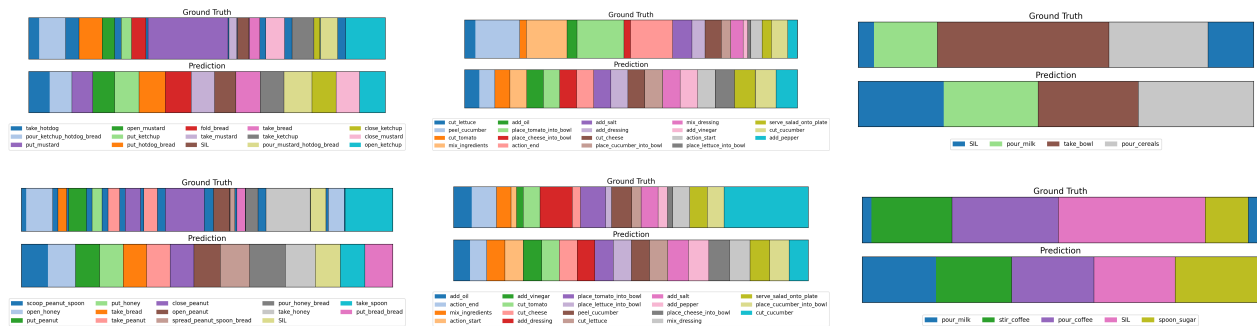 Ground Truth
Prediction
take_hotdog open_mustard fold_bread take_bread close_ketchup
pour_ketchup_hotdog_bread put_ketchup take_mustard take_ketchup close_mustard
put_mustard put_hotdog_bread SIL pour_mustard_hotdog_bread open_ketchup
Ground Truth
Prediction
cut_lettuce add_oil add_salt mix_dressing serve_salad_onto_plate
peel_cucumber place_tomato_into_bowl add_dressing add_vinegar cut_cucumber
cut_tomato place_cheese_into_bowl cut_cheese action_start add_pepper
mix_ingredients action_end place_cucumber_into_bowl place_lettuce_into_bowl
Ground Truth
Prediction
SIL pour_milk take_bowl pour_cereals
Ground Truth
Prediction
scoop_peanut_spoon put_honey close_peanut pour_honey_bread take_spoon
open_honey take_bread open_peanut take_honey put_bread_bread
put_peanut take_peanut spread_peanut_spoon_bread SIL
Ground Truth
Prediction
add_oil add_vinegar place_tomato_into_bowl add_salt serve_salad_onto_plate
action_end cut_tomato place_lettuce_into_bowl add_pepper place_cucumber_into_bowl
mix_ingredients cut_cheese peel_cucumber place_cheese_into_bowl cut_cucumber
action_start add_dressing cut_lettuce mix_dressing
Ground Truth
Prediction
pour_milk stir_coffee pour_coffee SIL spoon_sugar